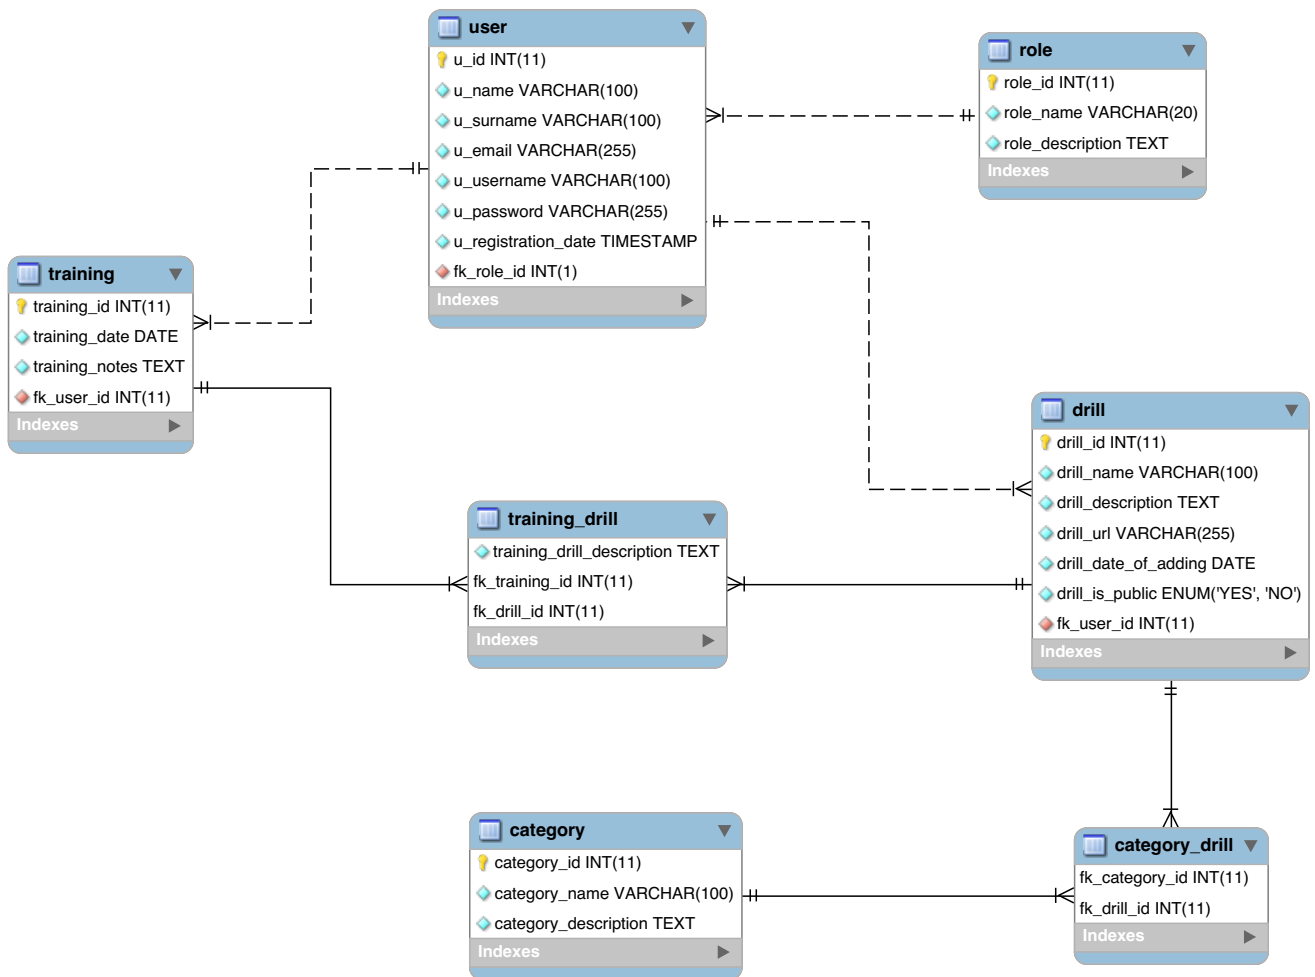 user
u_id INT(11)
u_name VARCHAR(100)
u_surname VARCHAR(100)
u_email VARCHAR(255)
u_username VARCHAR(100)
u_password VARCHAR(255)
u_registration_date TIMESTAMP
fk_role_id INT(1)
Indexes
role
role_id INT(11)
role_name VARCHAR(20)
role_description TEXT
Indexes
training
training_id INT(11)
training_date DATE
training_notes TEXT
fk_user_id INT(11)
Indexes
drill
drill_id INT(11)
drill_name VARCHAR(100)
drill_description TEXT
drill_url VARCHAR(255)
drill_date_of_adding DATE
drill_is_public ENUM('YES', 'NO')
fk_user_id INT(11)
Indexes
training_drill
training_drill_description TEXT
fk_training_id INT(11)
fk_drill_id INT(11)
Indexes
category
category_id INT(11)
category_name VARCHAR(100)
category_description TEXT
Indexes
category_drill
fk_category_id INT(11)
fk_drill_id INT(11)
Indexes